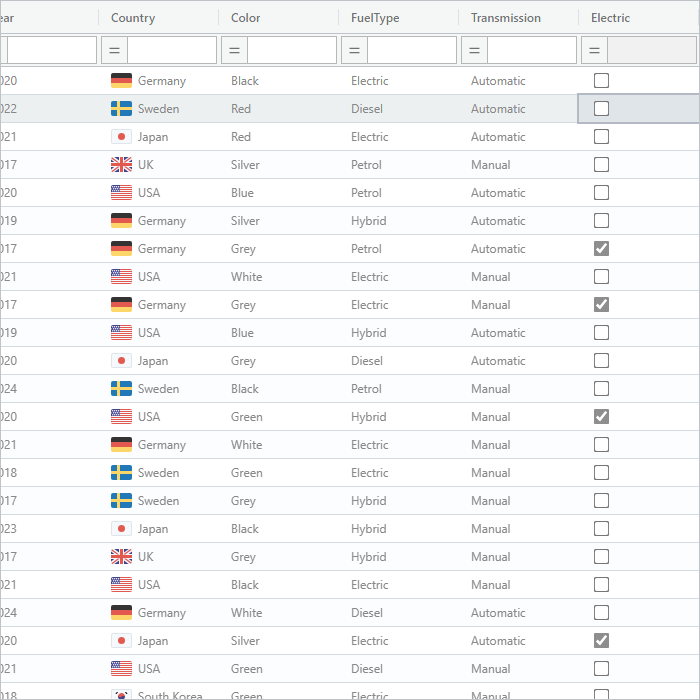 ear Country Color FuelType Transmission Electric
= = = = =
020 Germany Black Electric Automatic
022 Sweden Red Diesel Automatic
021 Japan Red Electric Automatic
017 UK Silver Petrol Manual
020 USA Blue Petrol Automatic
019 Germany Silver Hybrid Automatic
017 Germany Grey Petrol Automatic
021 USA White Electric Manual
017 Germany Grey Electric Manual
019 USA Blue Hybrid Automatic
020 Japan Grey Diesel Automatic
024 Sweden Black Petrol Manual
020 USA Green Hybrid Manual
021 Germany White Electric Manual
018 Sweden Green Electric Manual
017 Sweden Grey Hybrid Manual
023 Japan Black Hybrid Manual
017 UK Grey Hybrid Manual
021 USA Black Electric Manual
024 Germany White Diesel Automatic
020 Japan Silver Electric Automatic
021 USA Green Diesel Manual
018 South Korea Green Electric Manual